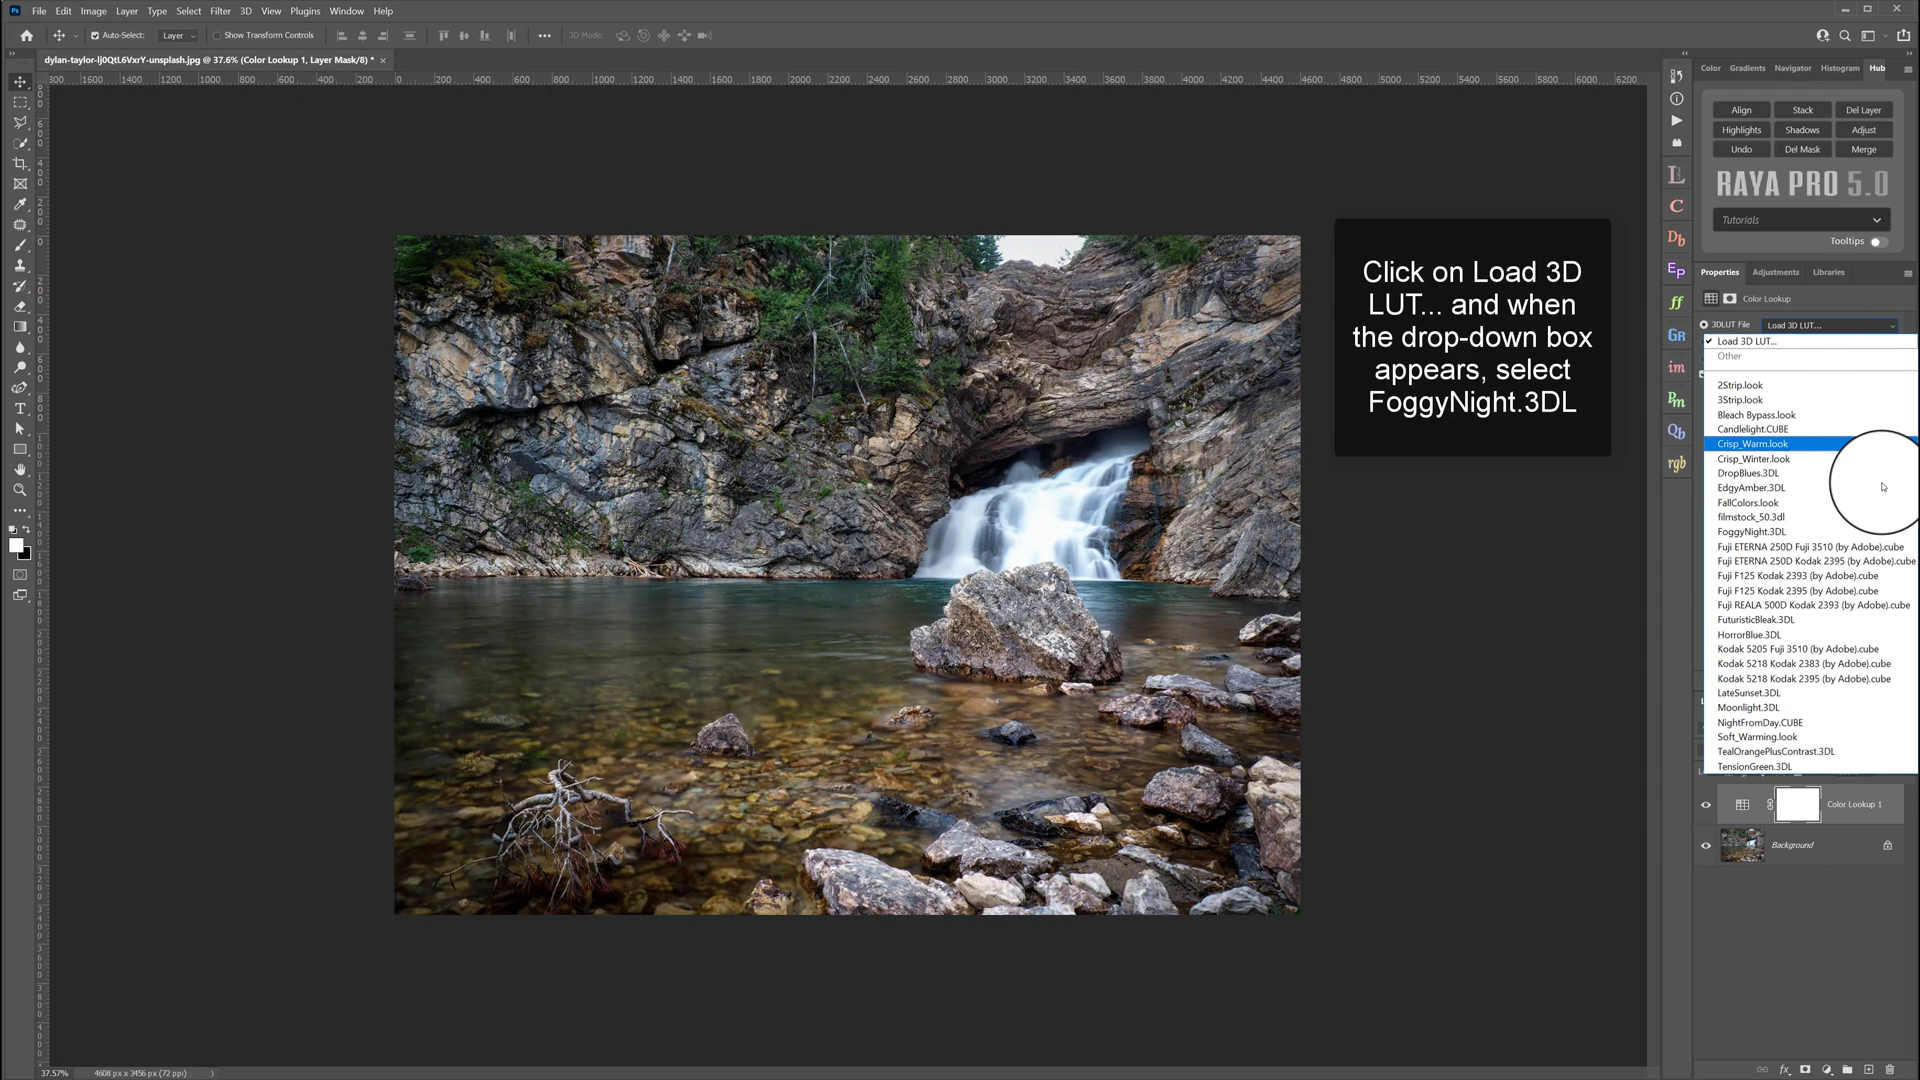 File Edit Image Layer Type Select Filter 3D View Plugins Window Help
Auto-Select: Layer Show Transform Controls 3D Mode:
dylan-taylor-lj0QtL6VxrY-unsplash.jpg @ 37.6% (Color Lookup 1, Layer Mask/8) *
Color Gradients Navigator Histogram Hub
Align Stack Del Layer
Highlights Shadows Adjust
Undo Del Mask Merge
RAYA PRO 5.0
Tutorials
Tooltips
C
Db
EP
ff
GR
im
Pm
Qb
rgb
Click on Load 3D
LUT... and when
the drop-down box
appears, select
FoggyNight.3DL
Properties Adjustments Libraries
Color Lookup
3DLUT File Load 3D LUT...
Load 3D LUT...
Other
2Strip.look
3Strip.look
Bleach Bypass.look
Candlelight.CUBE
Crisp_Warm.look
Crisp_Winter.look
DropBlues.3DL
EdgyAmber.3DL
FallColors.look
filmstock_50.3dl
FoggyNight.3DL
Fuji ETERNA 250D Fuji 3510 (by Adobe).cube
Fuji ETERNA 250D Kodak 2395 (by Adobe).cube
Fuji F125 Kodak 2393 (by Adobe).cube
Fuji F125 Kodak 2395 (by Adobe).cube
Fuji REALA 500D Kodak 2393 (by Adobe).cube
FuturisticBleak.3DL
HorrorBlue.3DL
Kodak 5205 Fuji 3510 (by Adobe).cube
Kodak 5218 Kodak 2383 (by Adobe).cube
Kodak 5218 Kodak 2395 (by Adobe).cube
LateSunset.3DL
Moonlight.3DL
NightFromDay.CUBE
Soft_Warming.look
TealOrangePlusContrast.3DL
TensionGreen.3DL
Color Lookup 1
Background
37.57% 4608 px x 3456 px (72 ppi)